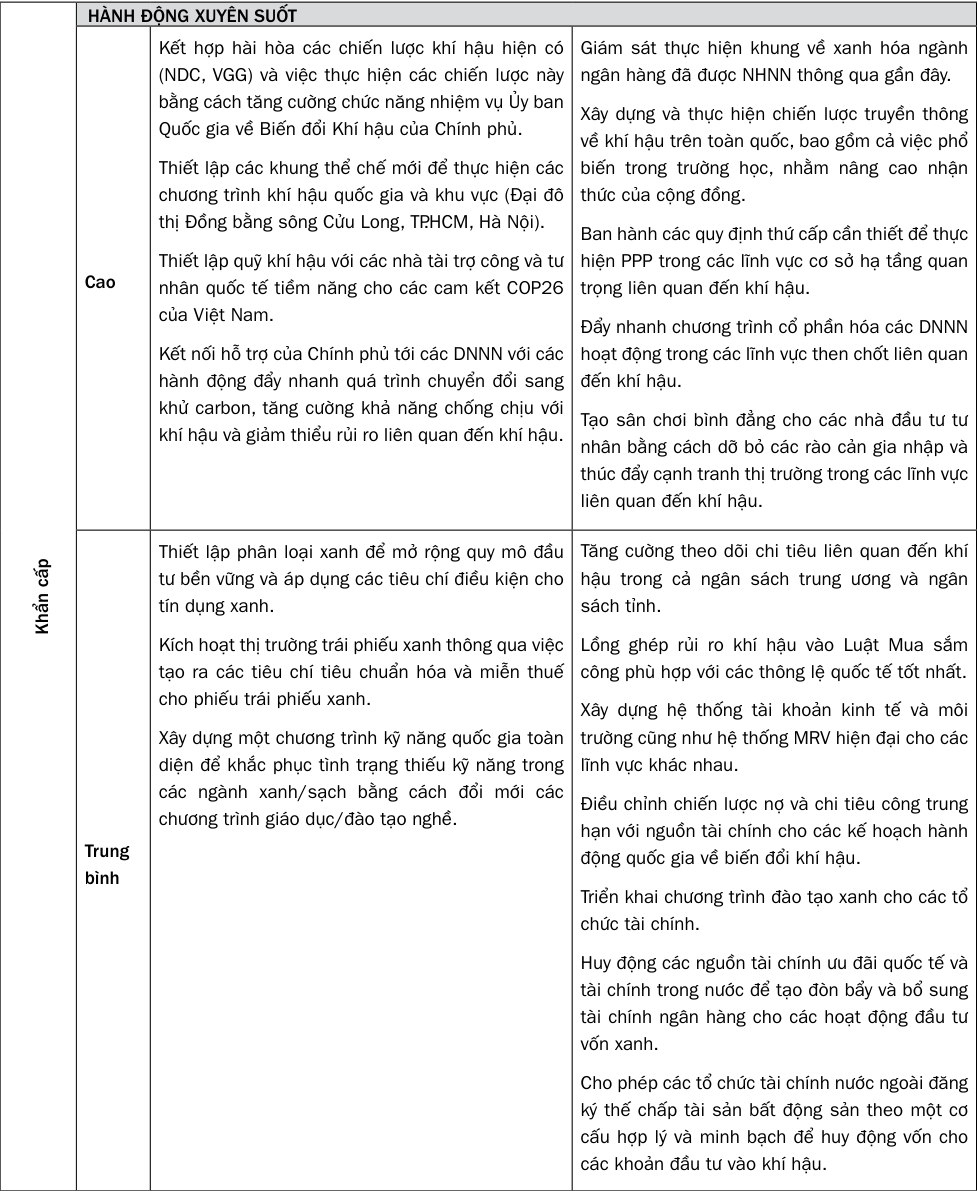 HÀNH ĐỘNG XUYÊN SUỐT
Khẩn cấp
Cao
Kết hợp hài hòa các chiến lược khí hậu hiện có
(NDC, VGG) và việc thực hiện các chiến lược này
bằng cách tăng cường chức năng nhiệm vụ Ủy ban
Quốc gia về Biến đổi Khí hậu của Chính phủ.
Thiết lập các khung thể chế mới để thực hiện các
chương trình khí hậu quốc gia và khu vực (Đại đô
thị Đồng bằng sông Cửu Long, TP.HCM, Hà Nội).
Thiết lập quỹ khí hậu với các nhà tài trợ công và tư
nhân quốc tế tiềm năng cho các cam kết COP26
của Việt Nam.
Kết nối hỗ trợ của Chính phủ tới các DNNN với các
hành động đẩy nhanh quá trình chuyển đổi sang
khử carbon, tăng cường khả năng chống chịu với
khí hậu và giảm thiểu rủi ro liên quan đến khí hậu.
Giám sát thực hiện khung về xanh hóa ngành
ngân hàng đã được NHNN thông qua gần đây.
Xây dựng và thực hiện chiến lược truyền thông
về khí hậu trên toàn quốc, bao gồm cả việc phổ
biến trong trường học, nhằm nâng cao nhận
thức của cộng đồng.
Ban hành các quy định thứ cấp cần thiết để thực
hiện PPP trong các lĩnh vực cơ sở hạ tầng quan
trọng liên quan đến khí hậu.
Đẩy nhanh chương trình cổ phần hóa các DNNN
hoạt động trong các lĩnh vực then chốt liên quan
đến khí hậu.
Tạo sân chơi bình đẳng cho các nhà đầu tư tư
nhân bằng cách dỡ bỏ các rào cản gia nhập và
thúc đẩy cạnh tranh thị trường trong các lĩnh vực
liên quan đến khí hậu.
Trung
bình
Thiết lập phân loại xanh để mở rộng quy mô đầu
tư bền vững và áp dụng các tiêu chí điều kiện cho
tín dụng xanh.
Kích hoạt thị trường trái phiếu xanh thông qua việc
tạo ra các tiêu chí tiêu chuẩn hóa và miễn thuế
cho phiếu trái phiếu xanh.
Xây dựng một chương trình kỹ năng quốc gia toàn
diện để khắc phục tình trạng thiếu kỹ năng trong
các ngành xanh/sạch bằng cách đổi mới các
chương trình giáo dục/đào tạo nghề.
Tăng cường theo dõi chi tiêu liên quan đến khí
hậu trong cả ngân sách trung ương và ngân
sách tỉnh.
Lồng ghép rủi ro khí hậu vào Luật Mua sắm
công phù hợp với các thông lệ quốc tế tốt nhất.
Xây dựng hệ thống tài khoản kinh tế và môi
trường cũng như hệ thống MRV hiện đại cho các
lĩnh vực khác nhau.
Điều chỉnh chiến lược nợ và chi tiêu công trung
hạn với nguồn tài chính cho các kế hoạch hành
động quốc gia về biến đổi khí hậu.
Triển khai chương trình đào tạo xanh cho các tổ
chức tài chính.
Huy động các nguồn tài chính ưu đãi quốc tế và
tài chính trong nước để tạo đòn bẩy và bổ sung
tài chính ngân hàng cho các hoạt động đầu tư
vốn xanh.
Cho phép các tổ chức tài chính nước ngoài đăng
ký thế chấp tài sản bất động sản theo một cơ
cấu hợp lý và minh bạch để huy động vốn cho
các khoản đầu tư vào khí hậu.